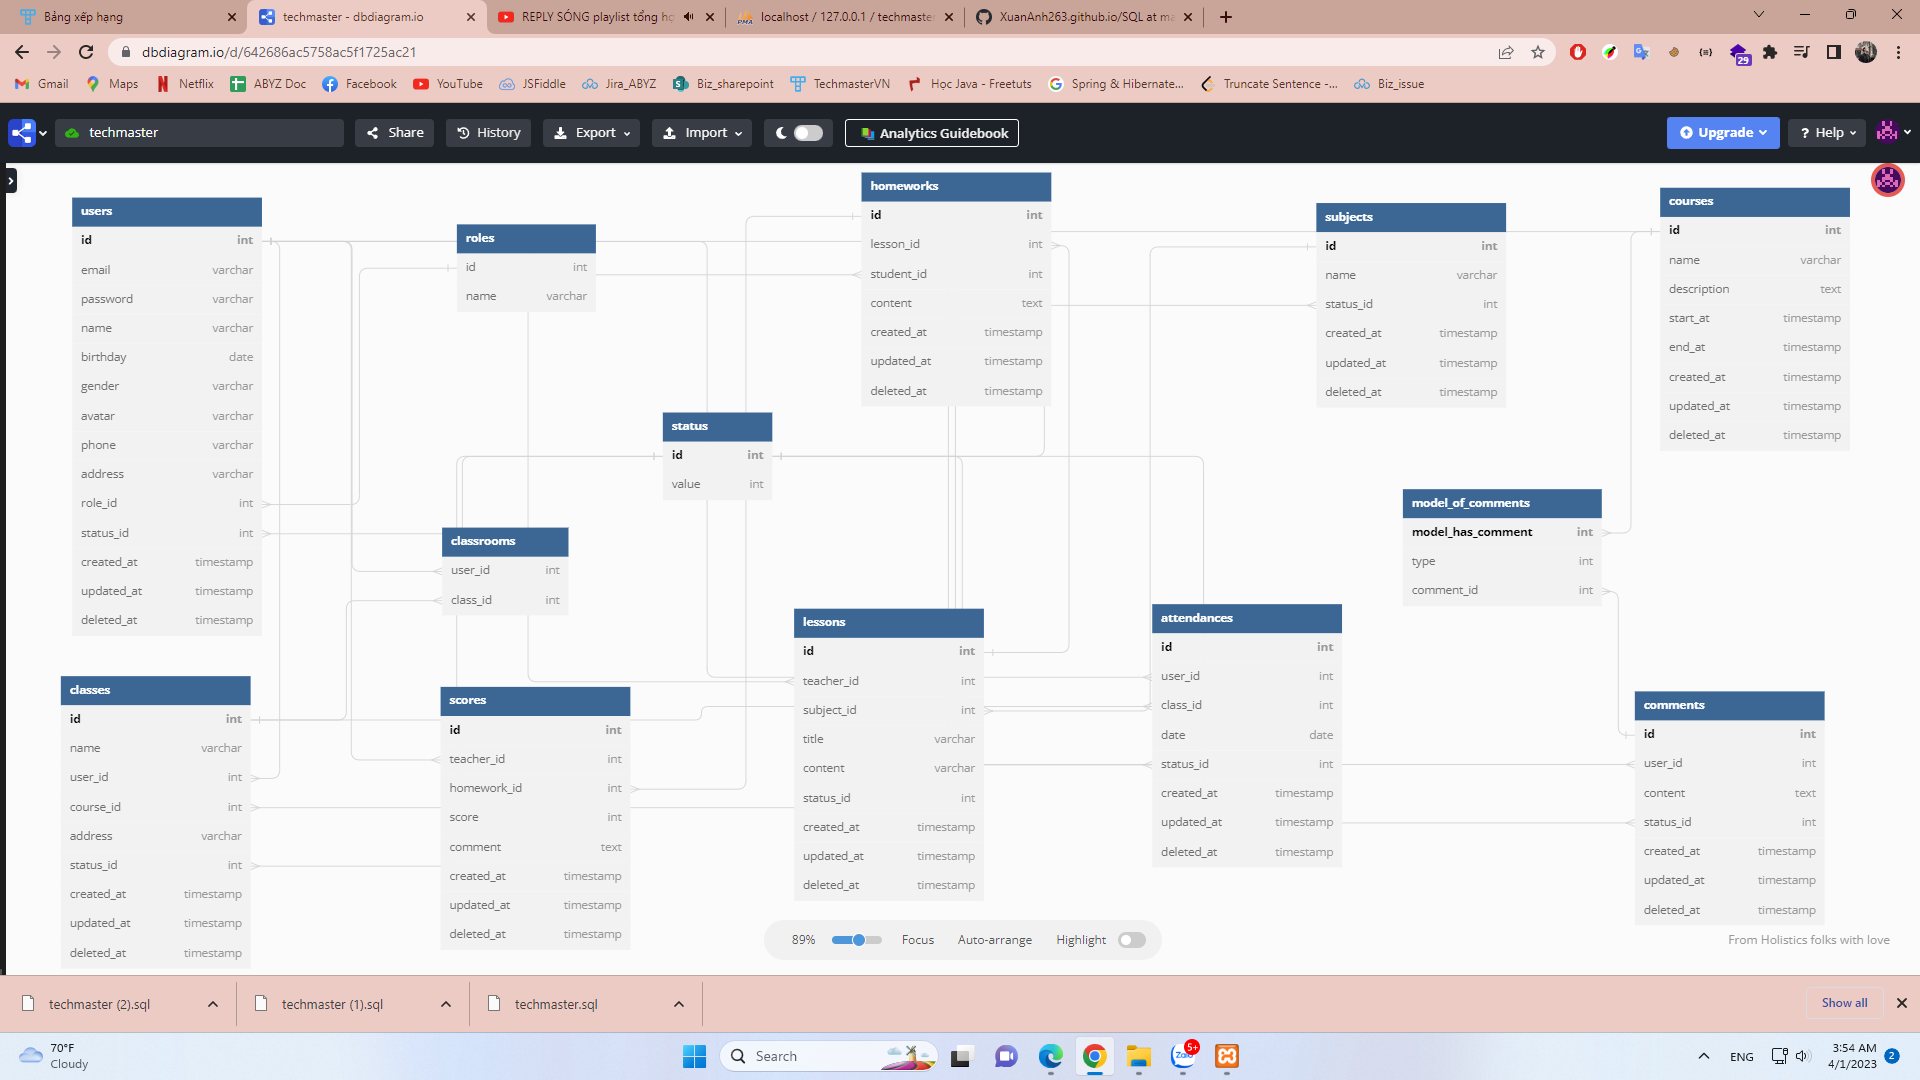 Bảng xếp hạng
techmaster - dbdiagram.io
REPLY SÓNG playlist tổng hợ
localhost / 127.0.0.1 / techmaster
XuanAnh263.github.io/SQL at ma
dbdiagram.io/d/642686ac5758ac5f1725ac21
29
Gmail
Maps
Netflix
ABYZ Doc
Facebook
YouTube
JSFiddle
Jira_ABYZ
Biz_sharepoint
TechmasterVN
Học Java - Freetuts
Spring & Hibernate...
Truncate Sentence -...
Biz_issue
techmaster
Share
History
Export
Import
Analytics Guidebook
Upgrade
? Help
users
id int
email varchar
password varchar
name varchar
birthday date
gender varchar
avatar varchar
phone varchar
address varchar
role_id int
status_id int
created_at timestamp
updated_at timestamp
deleted_at timestamp
roles
id int
name varchar
homeworks
id int
lesson_id int
student_id int
content text
created_at timestamp
updated_at timestamp
deleted_at timestamp
subjects
id int
name varchar
status_id int
created_at timestamp
updated_at timestamp
deleted_at timestamp
courses
id int
name varchar
description text
start_at timestamp
end_at timestamp
created_at timestamp
updated_at timestamp
deleted_at timestamp
status
id int
value int
model_of_comments
model_has_comment int
type int
comment_id int
classrooms
user_id int
class_id int
lessons
id int
teacher_id int
subject_id int
title varchar
content varchar
status_id int
created_at timestamp
updated_at timestamp
deleted_at timestamp
attendances
id int
user_id int
class_id int
date date
status_id int
created_at timestamp
updated_at timestamp
deleted_at timestamp
classes
id int
name varchar
user_id int
course_id int
address varchar
status_id int
created_at timestamp
updated_at timestamp
deleted_at timestamp
scores
id int
teacher_id int
homework_id int
score int
comment text
created_at timestamp
updated_at timestamp
deleted_at timestamp
comments
id int
user_id int
content text
status_id int
created_at timestamp
updated_at timestamp
deleted_at timestamp
89%
Focus
Auto-arrange
Highlight
From Holistics folks with love
techmaster (2).sql
techmaster (1).sql
techmaster.sql
Show all
70°F
Cloudy
Search
Zalo
5+
ENG
3:54 AM
4/1/2023
2